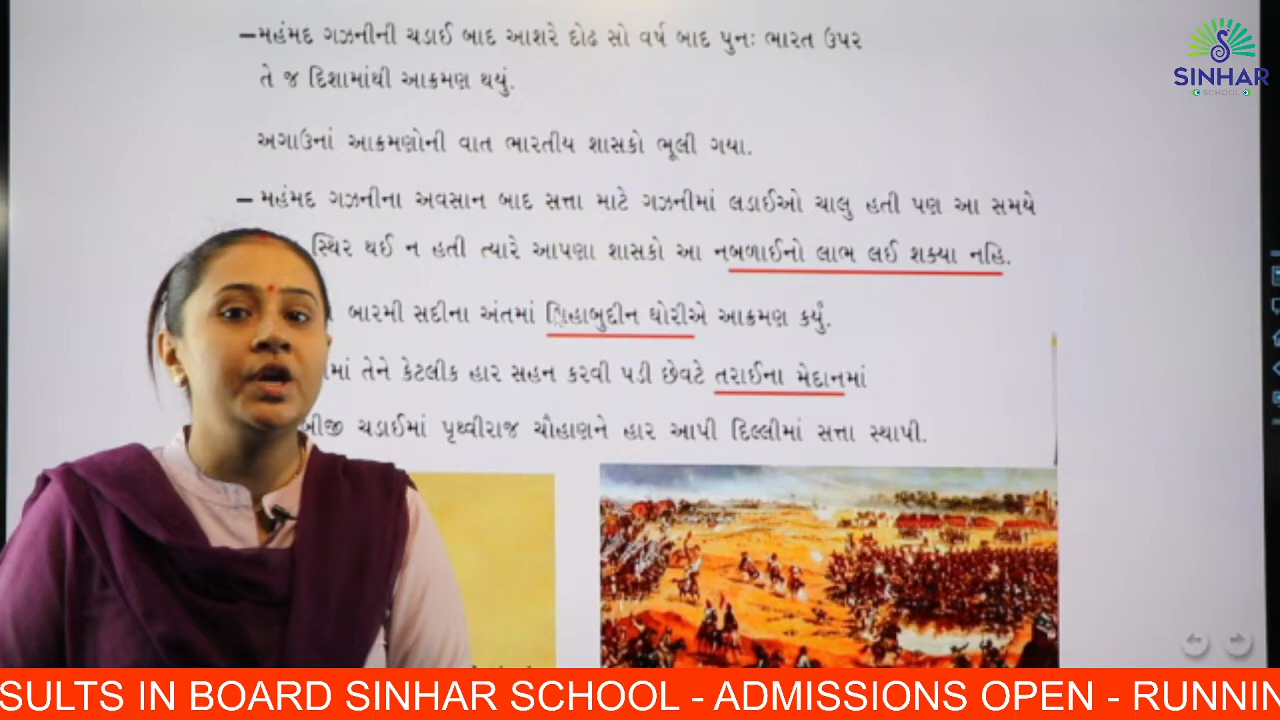 –મહંમદ ગઝનીની ચડાઈ બાદ આશરે દોઢ સો વર્ષ બાદ પુનઃ ભારત ઉપર
તે જ દિશામાંથી આક્રમણ થયું.
અગાઉનાં આક્રમણોની વાત ભારતીય શાસકો ભૂલી ગયા.
– મહંમદ ગઝનીના અવસાન બાદ સત્તા માટે ગઝનીમાં લડાઈઓ ચાલુ હતી પણ આ સમયે
સ્થિર થઈ ન હતી ત્યારે આપણા શાસકો આ નબળાઈનો લાભ લઈ શક્યા નહિ.
બારમી સદીના અંતમાં શિહાબુદ્દીન ઘોરીએ આક્રમણ કર્યું.
માં તેને કેટલીક હાર સહન કરવી પડી છેવટે તરાઈના મેદાનમાં
બીજી ચડાઈમાં પૃથ્વીરાજ ચૌહાણને હાર આપી દિલ્લીમાં સત્તા સ્થાપી.
SINHAR
SCHOOL
SULTS IN BOARD SINHAR SCHOOL - ADMISSIONS OPEN - RUNNIN